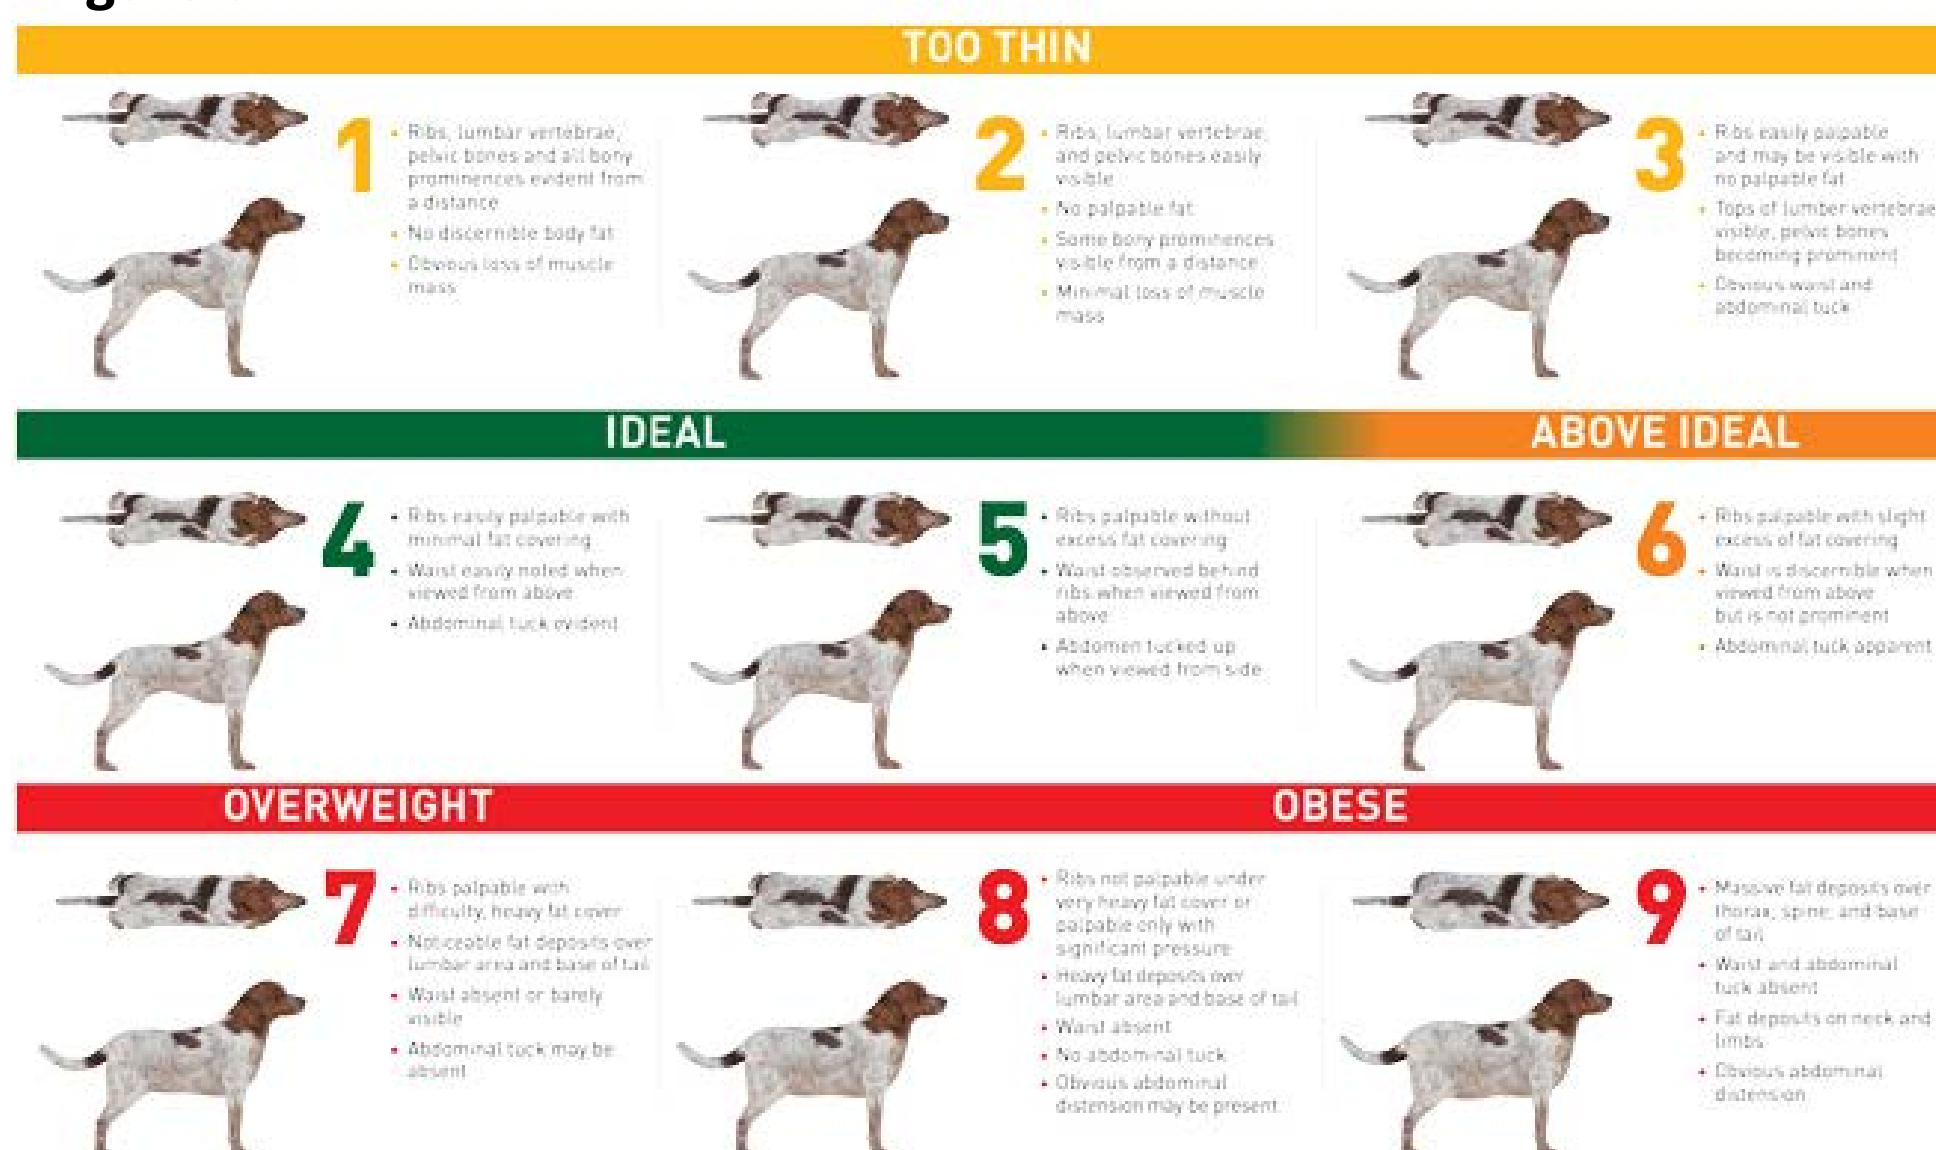 TOO THIN
1
• Ribs, lumbar vertebrae,
pelvic bones and all bony
prominences evident from
a distance
• No discernible body fat
• Obvious loss of muscle
mass
2
• Ribs, lumbar vertebrae,
and pelvic bones easily
visible
• No palpable fat
• Some bony prominences
visible from a distance
• Minimal loss of muscle
mass
3
• Ribs easily palpable
and may be visible with
no palpable fat
• Tops of lumber vertebrae
visible, pelvic bones
becoming prominent
• Obvious waist and
abdominal tuck
IDEAL
ABOVE IDEAL
4
• Ribs easily palpable with
minimal fat covering
• Waist easily noted when
viewed from above
• Abdominal tuck evident
5
• Ribs palpable without
excess fat covering
• Waist observed behind
ribs when viewed from
above
• Abdomen tucked up
when viewed from side
6
• Ribs palpable with slight
excess of fat covering
• Waist is discernible when
viewed from above
but is not prominent
• Abdominal tuck apparent
OVERWEIGHT
OBESE
7
• Ribs palpable with
difficulty, heavy fat cover
• Noticeable fat deposits over
lumbar area and base of tail
• Waist absent or barely
visible
• Abdominal tuck may be
absent
8
• Ribs not palpable under
very heavy fat cover or
palpable only with
significant pressure
• Heavy fat deposits over
lumbar area and base of tail
• Waist absent
• No abdominal tuck
• Obvious abdominal
distension may be present
9
• Massive fat deposits over
thorax, spine, and base
of tail
• Waist and abdominal
tuck absent
• Fat deposits on neck and
limbs
• Obvious abdominal
distension